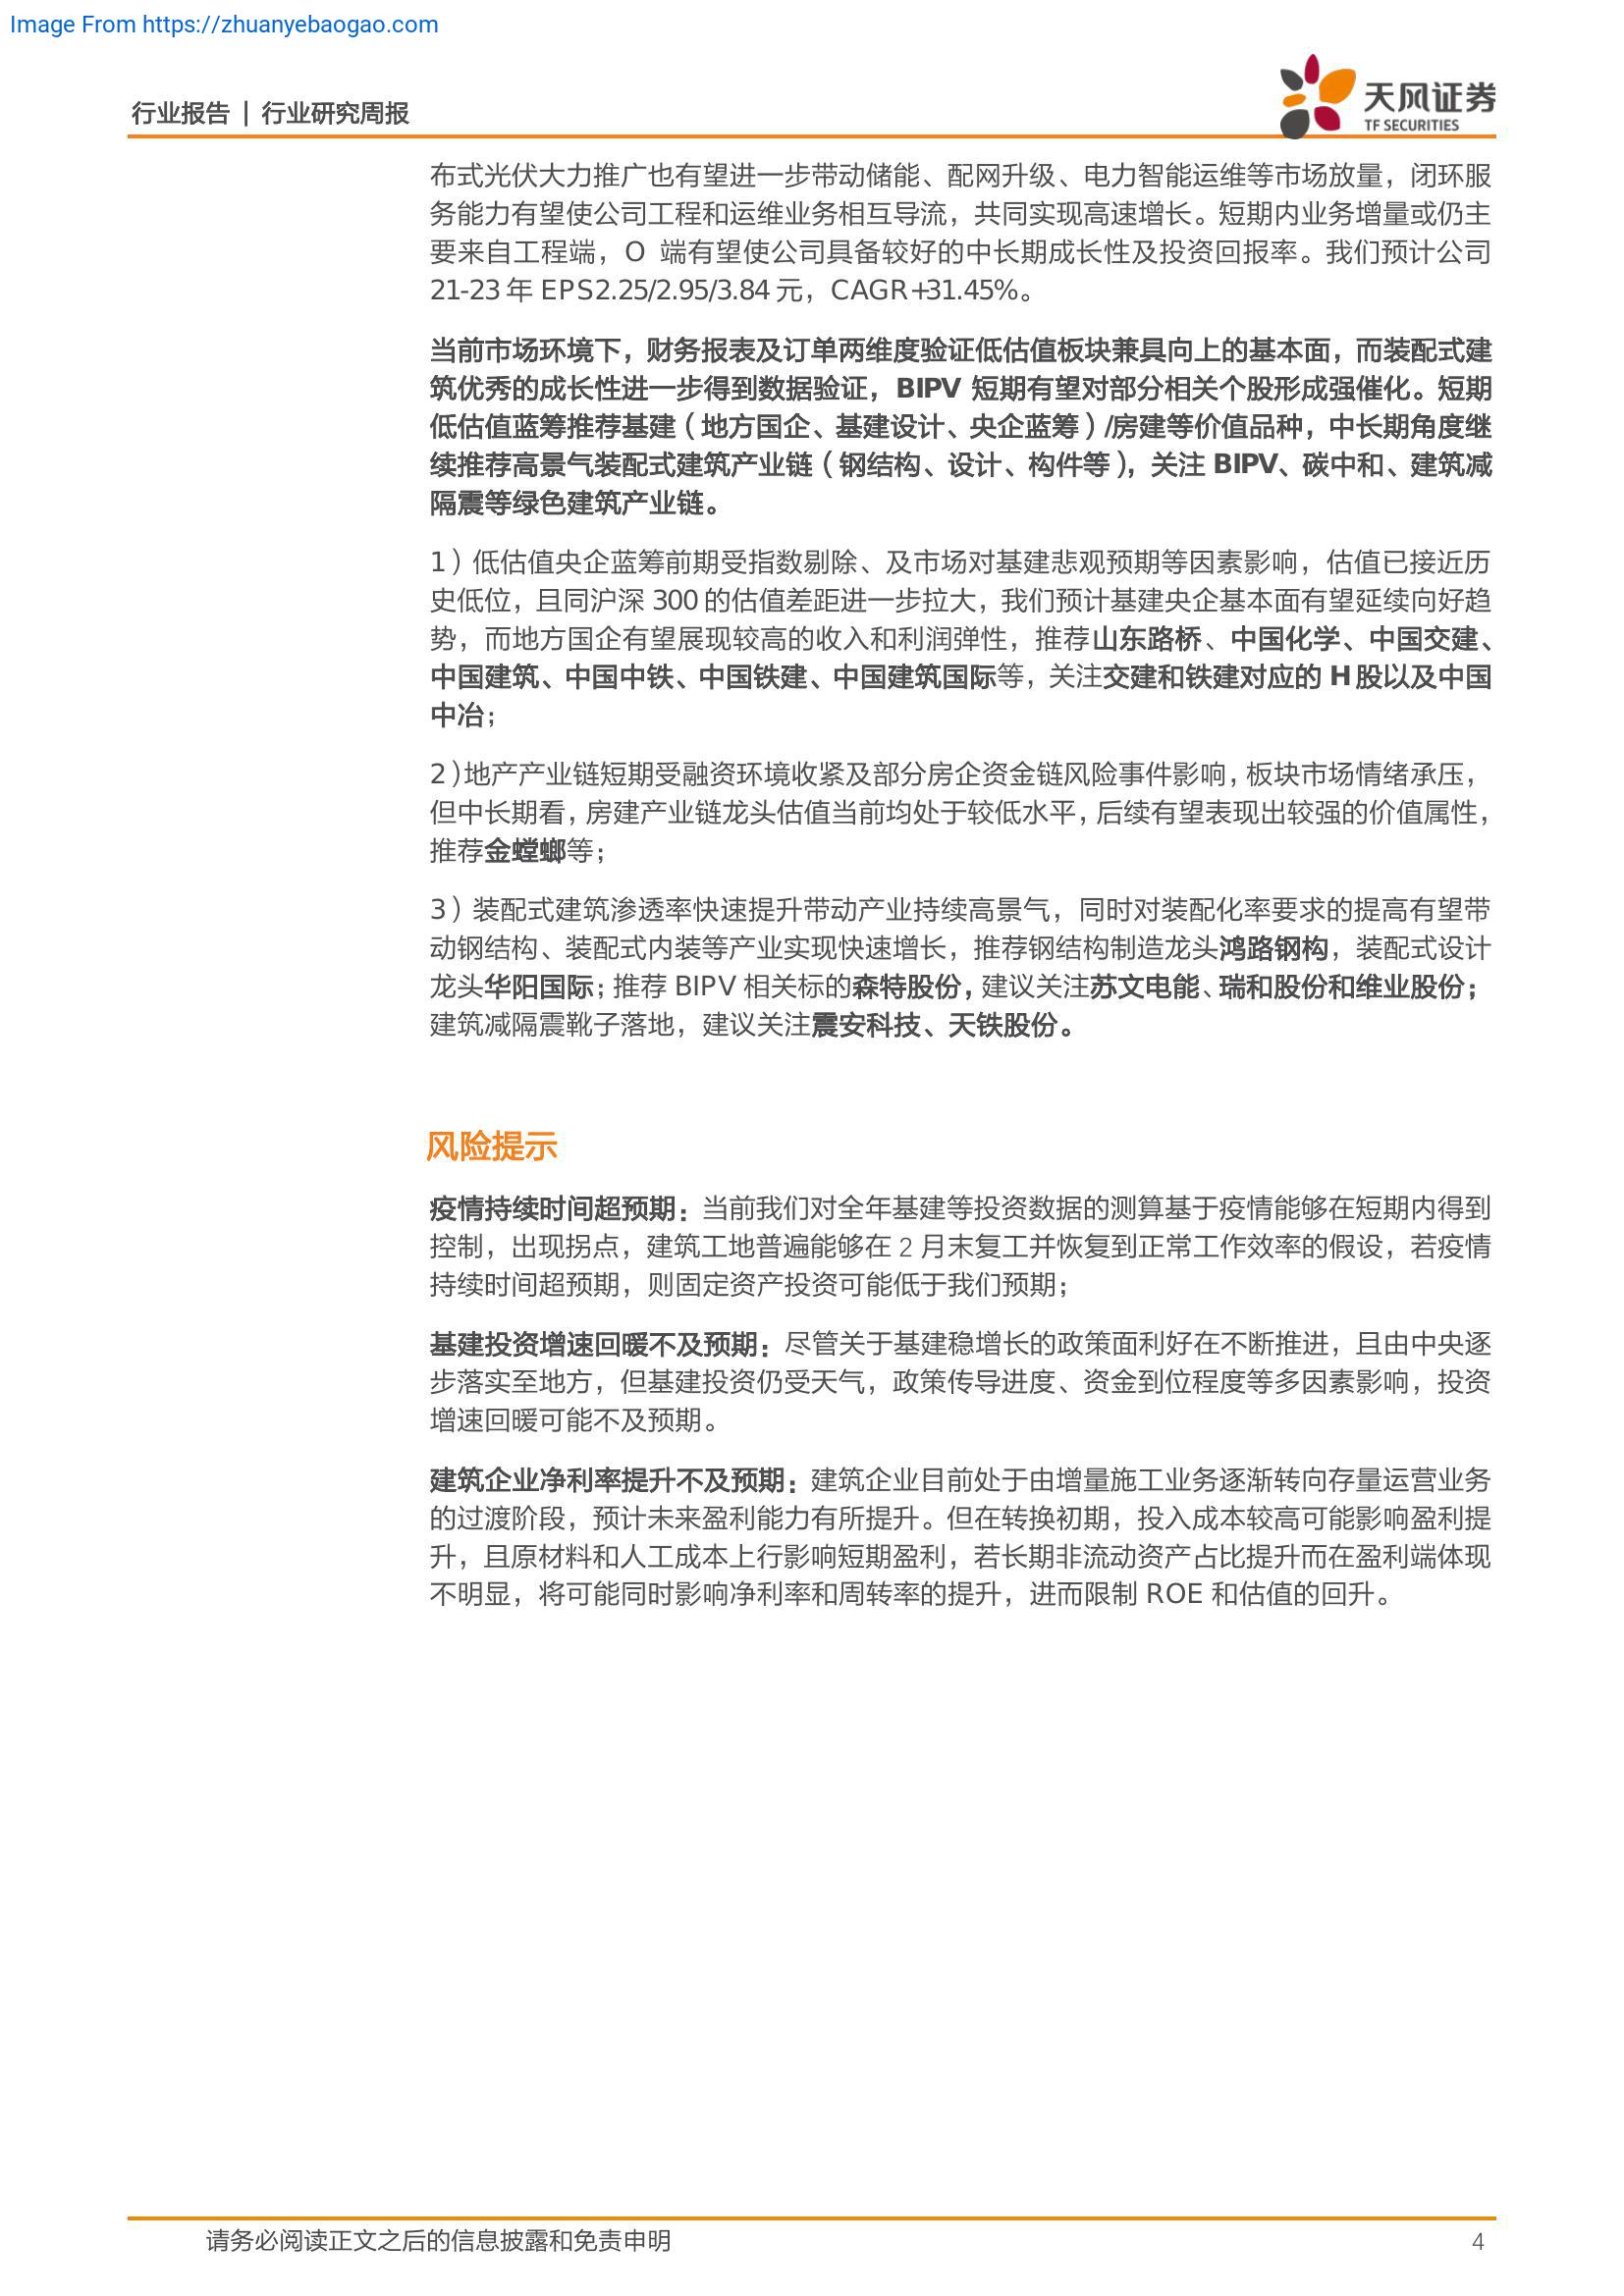 Image From https://zhuanyebaogao.com
行业报告 | 行业研究周报
天风证券
TF SECURITIES
布式光伏大力推广也有望进一步带动储能、配网升级、电力智能运维等市场放量，闭环服
务能力有望使公司工程和运维业务相互导流，共同实现高速增长。短期内业务增量或仍主
要来自工程端，O 端有望使公司具备较好的中长期成长性及投资回报率。我们预计公司
21-23 年 EPS2.25/2.95/3.84 元，CAGR+31.45%。
当前市场环境下，财务报表及订单两维度验证低估值板块兼具向上的基本面，而装配式建
筑优秀的成长性进一步得到数据验证，BIPV 短期有望对部分相关个股形成强催化。短期
低估值蓝筹推荐基建（地方国企、基建设计、央企蓝筹）/房建等价值品种，中长期角度继
续推荐高景气装配式建筑产业链（钢结构、设计、构件等），关注 BIPV、碳中和、建筑减
隔震等绿色建筑产业链。
1）低估值央企蓝筹前期受指数剔除、及市场对基建悲观预期等因素影响，估值已接近历
史低位，且同沪深 300 的估值差距进一步拉大，我们预计基建央企基本面有望延续向好趋
势，而地方国企有望展现较高的收入和利润弹性，推荐山东路桥、中国化学、中国交建、
中国建筑、中国中铁、中国铁建、中国建筑国际等，关注交建和铁建对应的 H 股以及中国
中冶；
2）地产产业链短期受融资环境收紧及部分房企资金链风险事件影响，板块市场情绪承压，
但中长期看，房建产业链龙头估值当前均处于较低水平，后续有望表现出较强的价值属性，
推荐金螳螂等；
3）装配式建筑渗透率快速提升带动产业持续高景气，同时对装配化率要求的提高有望带
动钢结构、装配式内装等产业实现快速增长，推荐钢结构制造龙头鸿路钢构，装配式设计
龙头华阳国际；推荐 BIPV 相关标的森特股份，建议关注苏文电能、瑞和股份和维业股份；
建筑减隔震靴子落地，建议关注震安科技、天铁股份。
风险提示
疫情持续时间超预期：当前我们对全年基建等投资数据的测算基于疫情能够在短期内得到
控制，出现拐点，建筑工地普遍能够在 2 月末复工并恢复到正常工作效率的假设，若疫情
持续时间超预期，则固定资产投资可能低于我们预期；
基建投资增速回暖不及预期：尽管关于基建稳增长的政策面利好在不断推进，且由中央逐
步落实至地方，但基建投资仍受天气，政策传导进度、资金到位程度等多因素影响，投资
增速回暖可能不及预期。
建筑企业净利率提升不及预期：建筑企业目前处于由增量施工业务逐渐转向存量运营业务
的过渡阶段，预计未来盈利能力有所提升。但在转换初期，投入成本较高可能影响盈利提
升，且原材料和人工成本上行影响短期盈利，若长期非流动资产占比提升而在盈利端体现
不明显，将可能同时影响净利率和周转率的提升，进而限制 ROE 和估值的回升。
请务必阅读正文之后的信息披露和免责申明
4